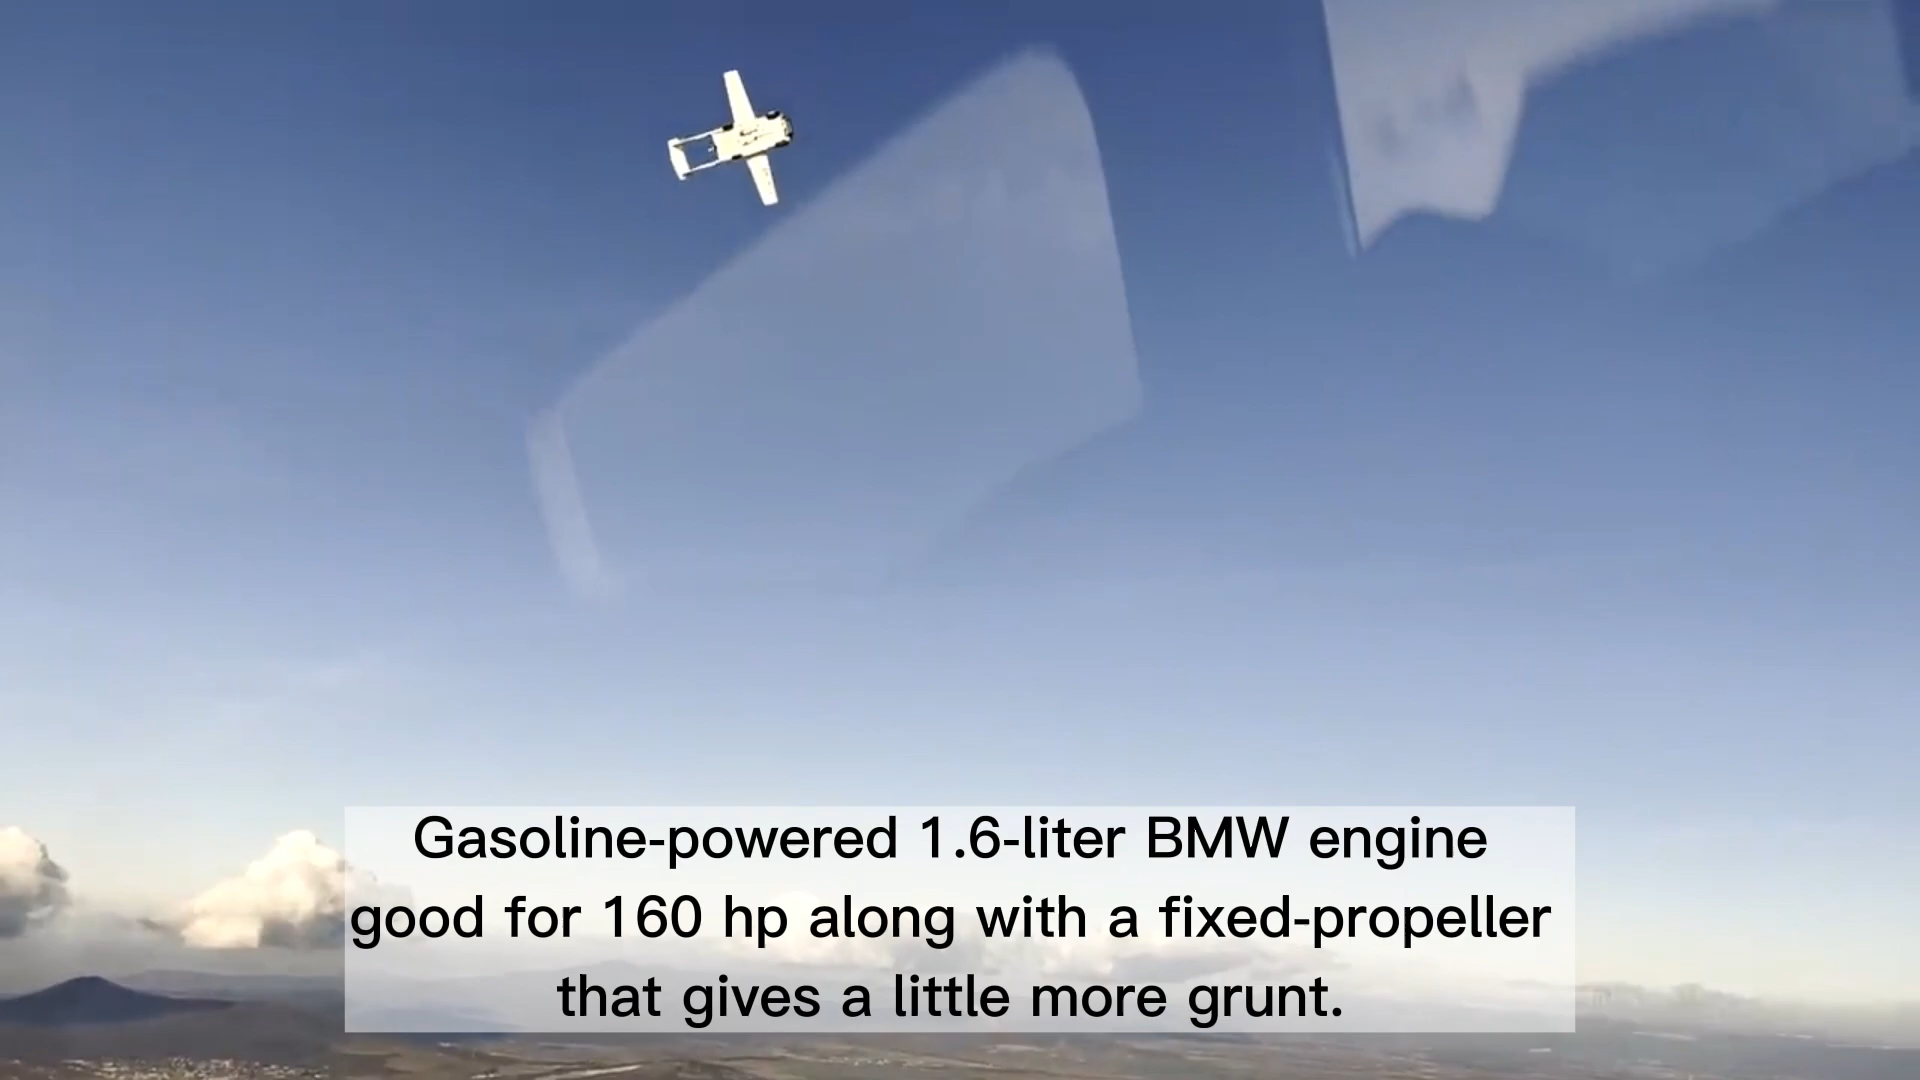 Gasoline-powered 1.6-liter BMW engine
good for 160 hp along with a fixed-propeller
that gives a little more grunt.